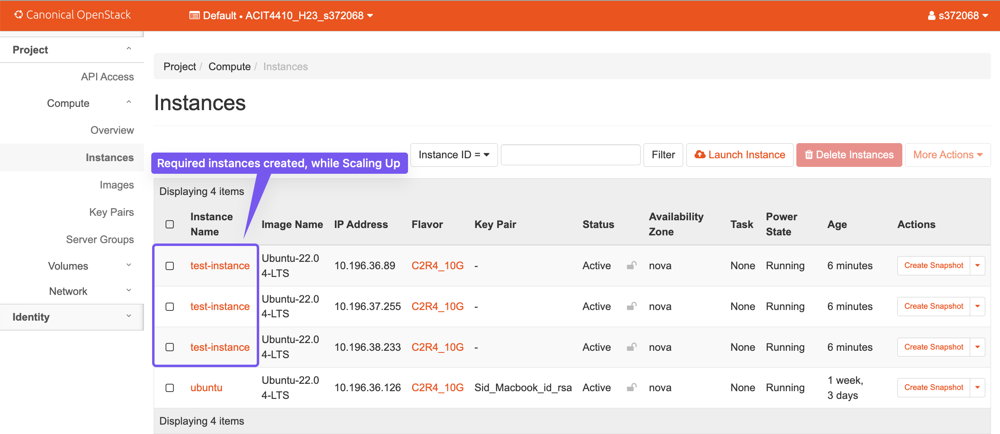 Canonical OpenStack
Default • ACIT4410_H23_s372068
s372068
Project
API Access
Compute
Overview
Instances
Images
Key Pairs
Server Groups
Volumes
Network
Identity
Project / Compute / Instances
Instances
Instance ID =
Filter
Launch Instance
Delete Instances
More Actions
Required instances created, while Scaling Up
Displaying 4 items
Instance Name Image Name IP Address Flavor Key Pair Status Availability Zone Task Power State Age Actions
test-instance Ubuntu-22.04-LTS 10.196.36.89 C2R4_10G - Active nova None Running 6 minutes Create Snapshot
test-instance Ubuntu-22.04-LTS 10.196.37.255 C2R4_10G - Active nova None Running 6 minutes Create Snapshot
test-instance Ubuntu-22.04-LTS 10.196.38.233 C2R4_10G - Active nova None Running 6 minutes Create Snapshot
ubuntu Ubuntu-22.04-LTS 10.196.36.126 C2R4_10G Sid_Macbook_id_rsa Active nova None Running 1 week, 3 days Create Snapshot
Displaying 4 items